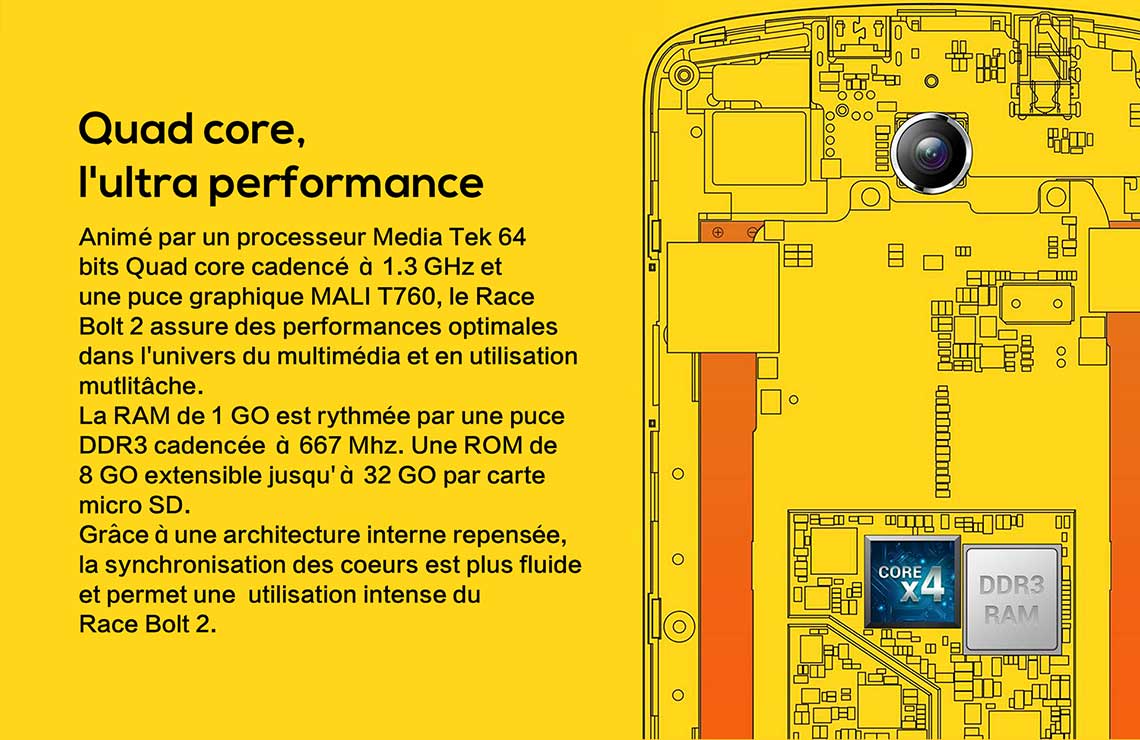 Quad core,
l'ultra performance
Animé par un processeur Media Tek 64
bits Quad core cadencé à 1.3 GHz et
une puce graphique MALI T760, le Race
Bolt 2 assure des performances optimales
dans l'univers du multimédia et en utilisation
mutlitâche.
La RAM de 1 GO est rythmée par une puce
DDR3 cadencée à 667 Mhz. Une ROM de
8 GO extensible jusqu'à 32 GO par carte
micro SD.
Grâce à une architecture interne repensée,
la synchronisation des coeurs est plus fluide
et permet une utilisation intense du
Race Bolt 2.
CORE
x4
DDR3
RAM